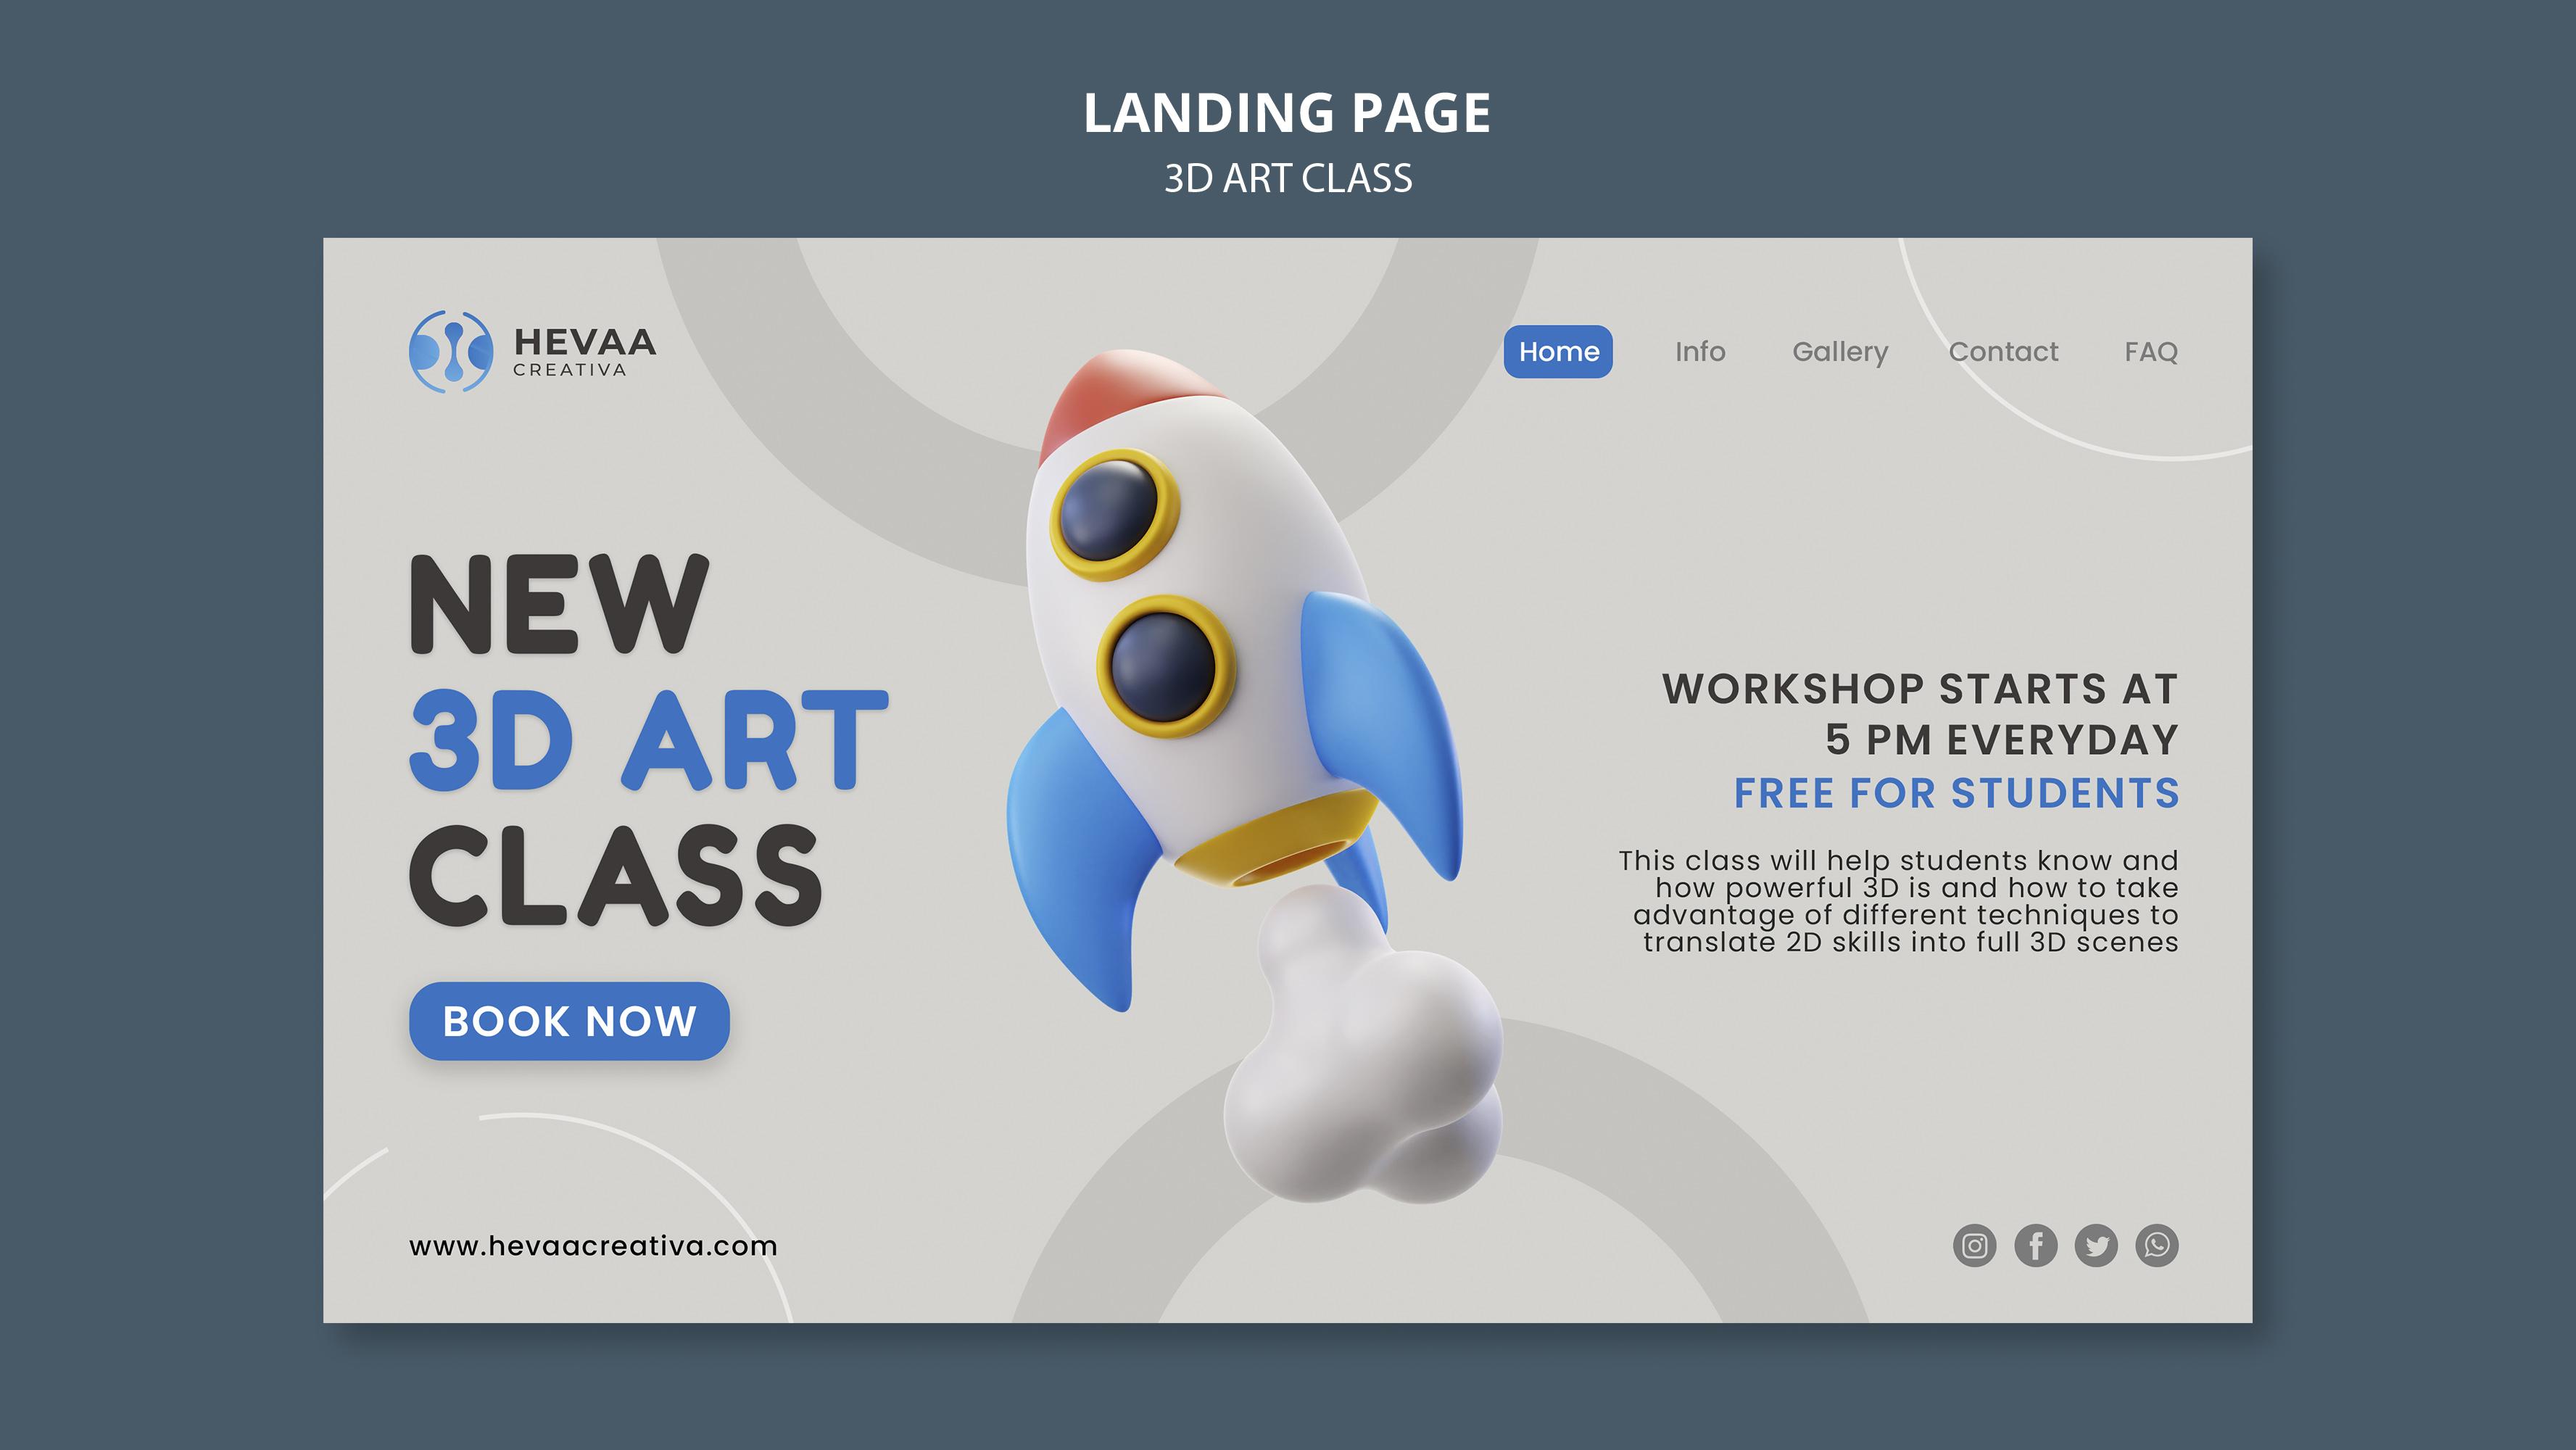 LANDING PAGE
3D ART CLASS
HEVAA
CREATIVA
Home Info Gallery Contact FAQ
NEW
3D ART
CLASS
BOOK NOW
WORKSHOP STARTS AT
5 PM EVERYDAY
FREE FOR STUDENTS
This class will help students know and
how powerful 3D is and how to take
advantage of different techniques to
translate 2D skills into full 3D scenes
www.hevaacreativa.com